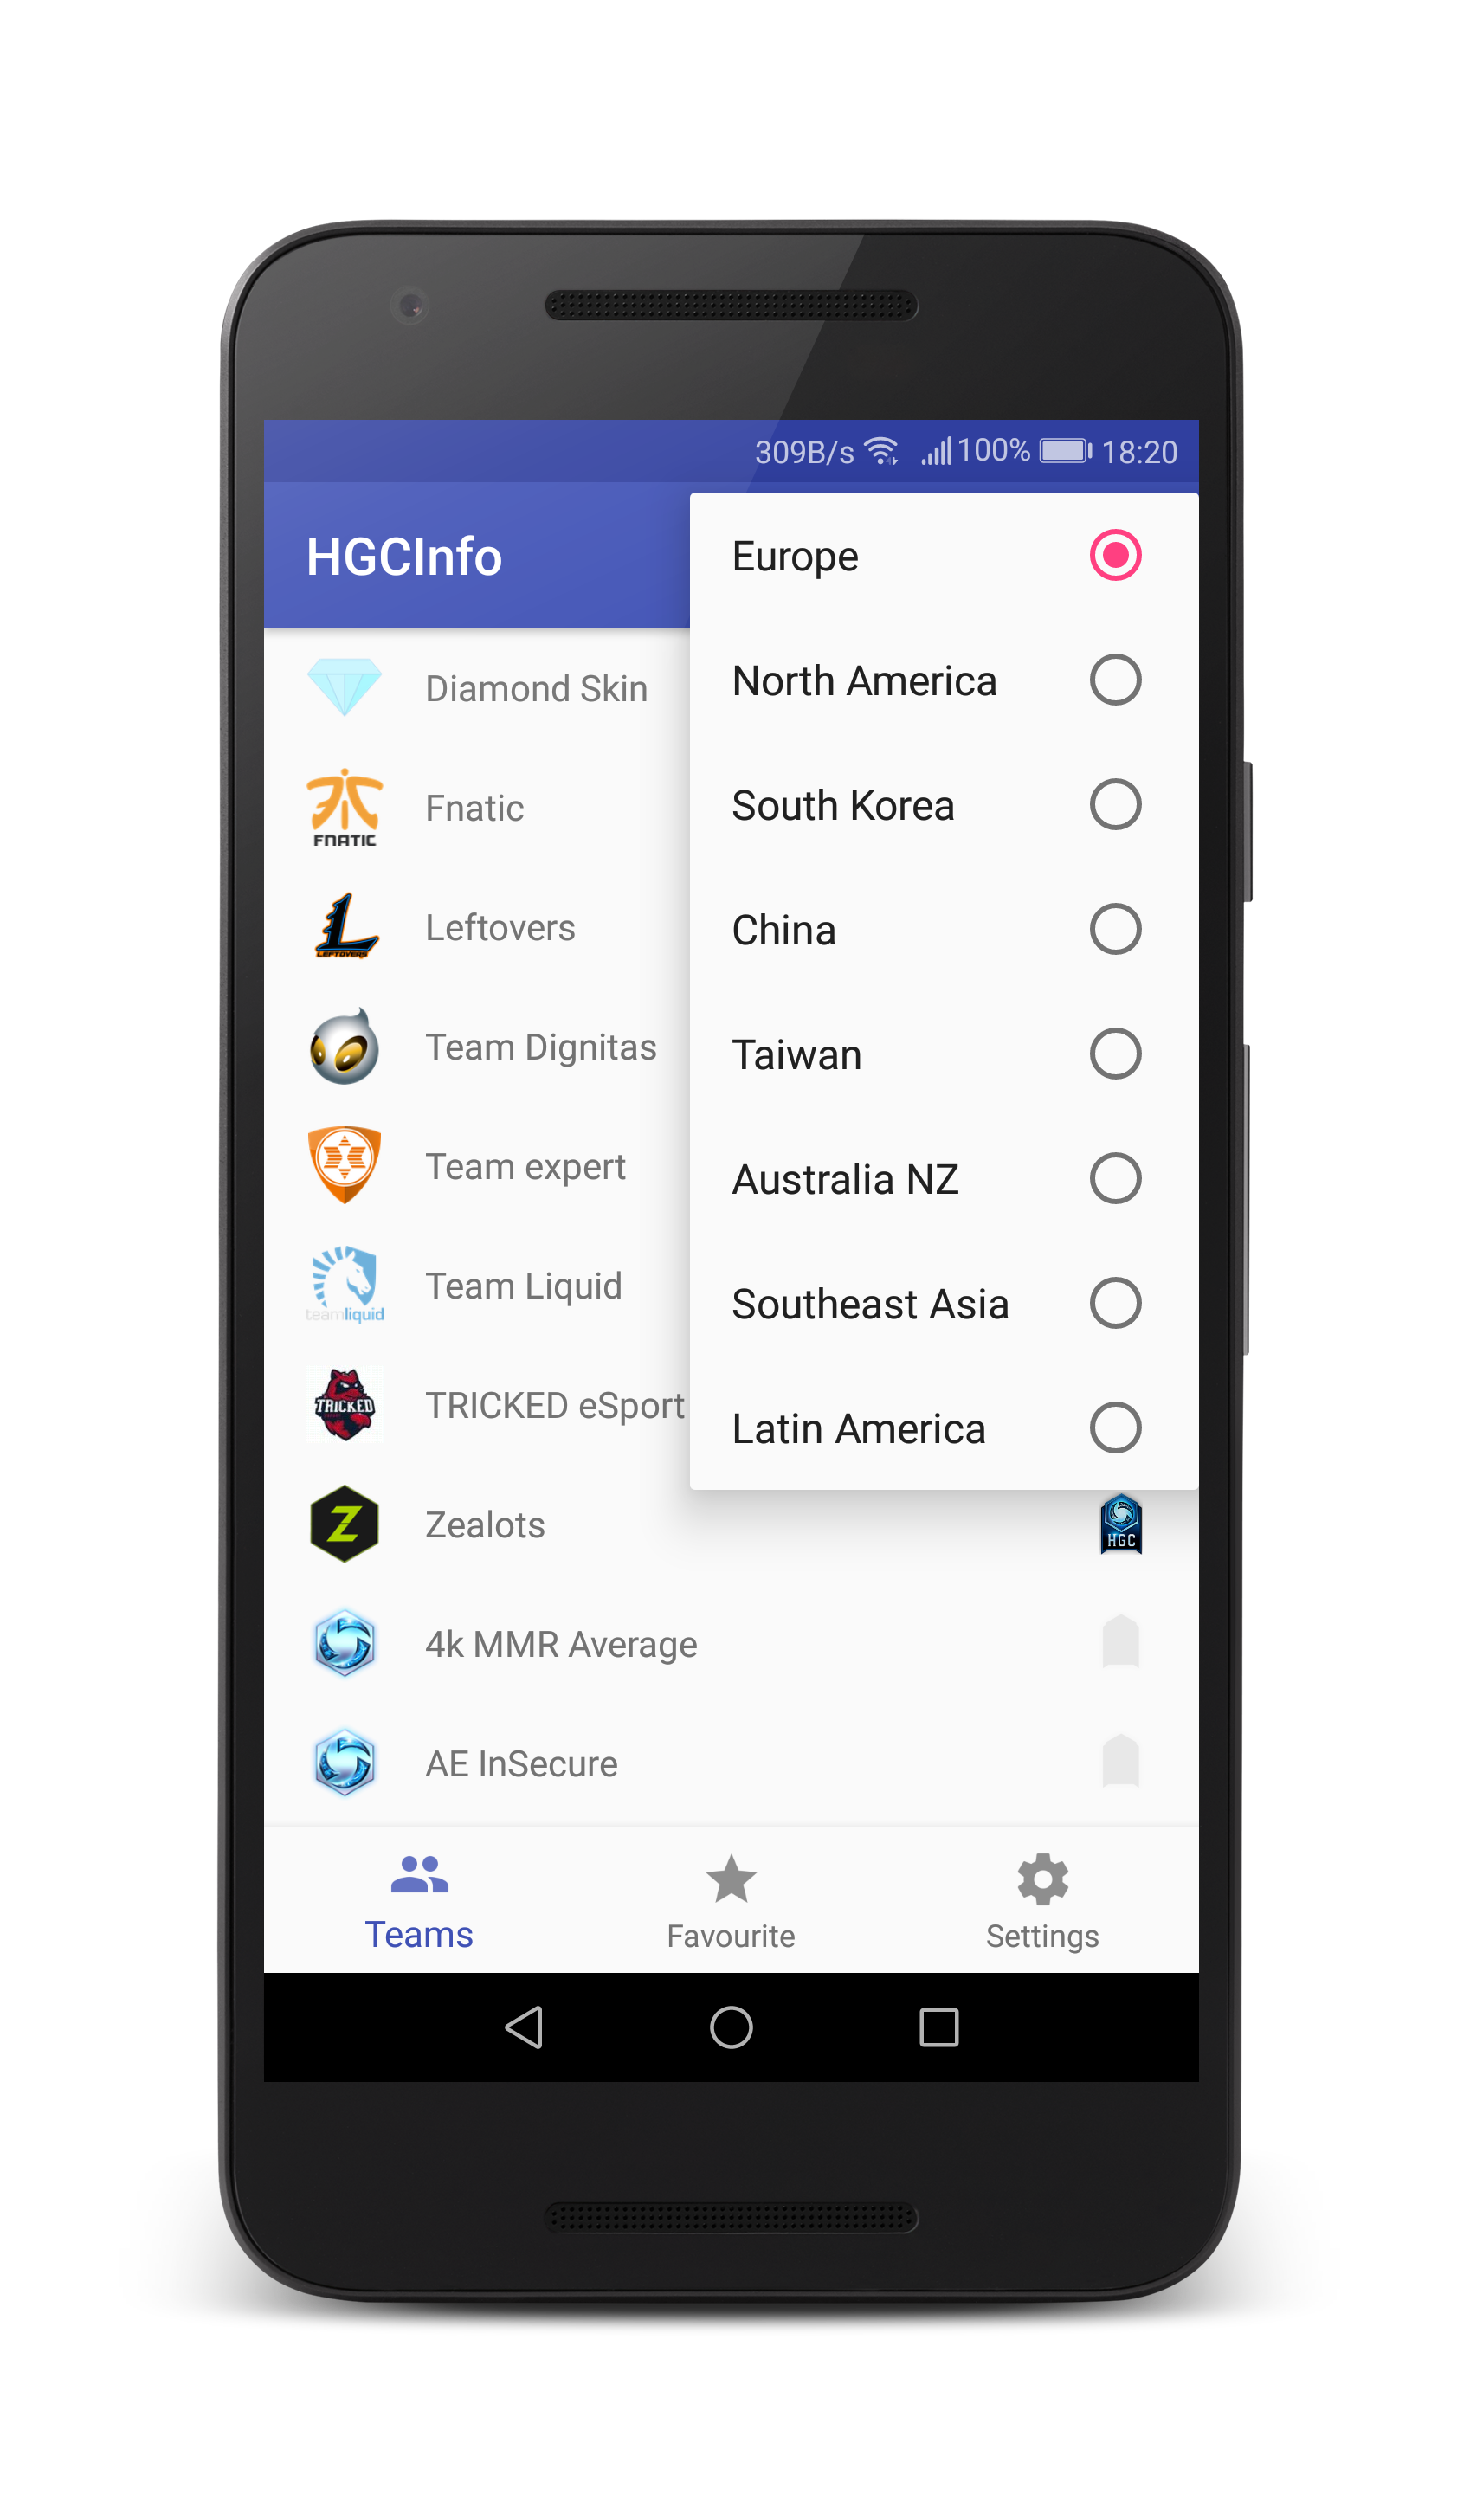 309B/s 100% 18:20
HGCInfo
Europe
North America
South Korea
China
Taiwan
Australia NZ
Southeast Asia
Latin America
Diamond Skin
FNATIC
Fnatic
LEFTOVERS
Leftovers
Team Dignitas
Team expert
teamliquid
Team Liquid
TRICKED
TRICKED eSport
Z
Zealots
HGC
4k MMR Average
AE InSecure
Teams
Favourite
Settings